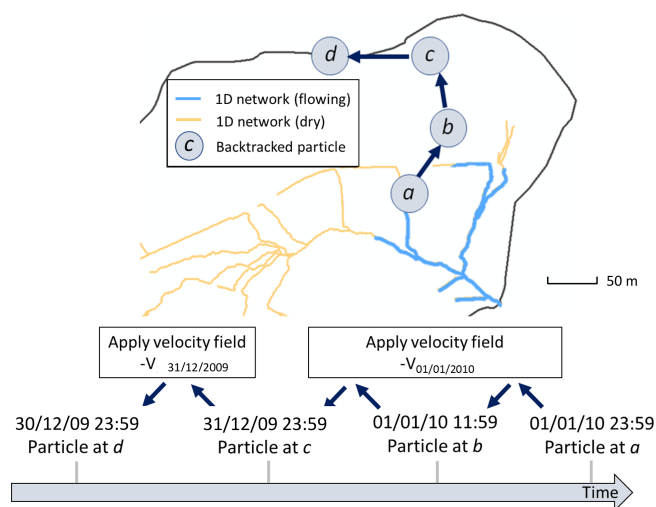 d
c
1D network (flowing)
1D network (dry)
c Backtracked particle
b
a
50 m
Apply velocity field
-V 31/12/2009
Apply velocity field
-V01/01/2010
30/12/09 23:59
Particle at d
31/12/09 23:59
Particle at c
01/01/10 11:59
Particle at b
01/01/10 23:59
Particle at a
Time